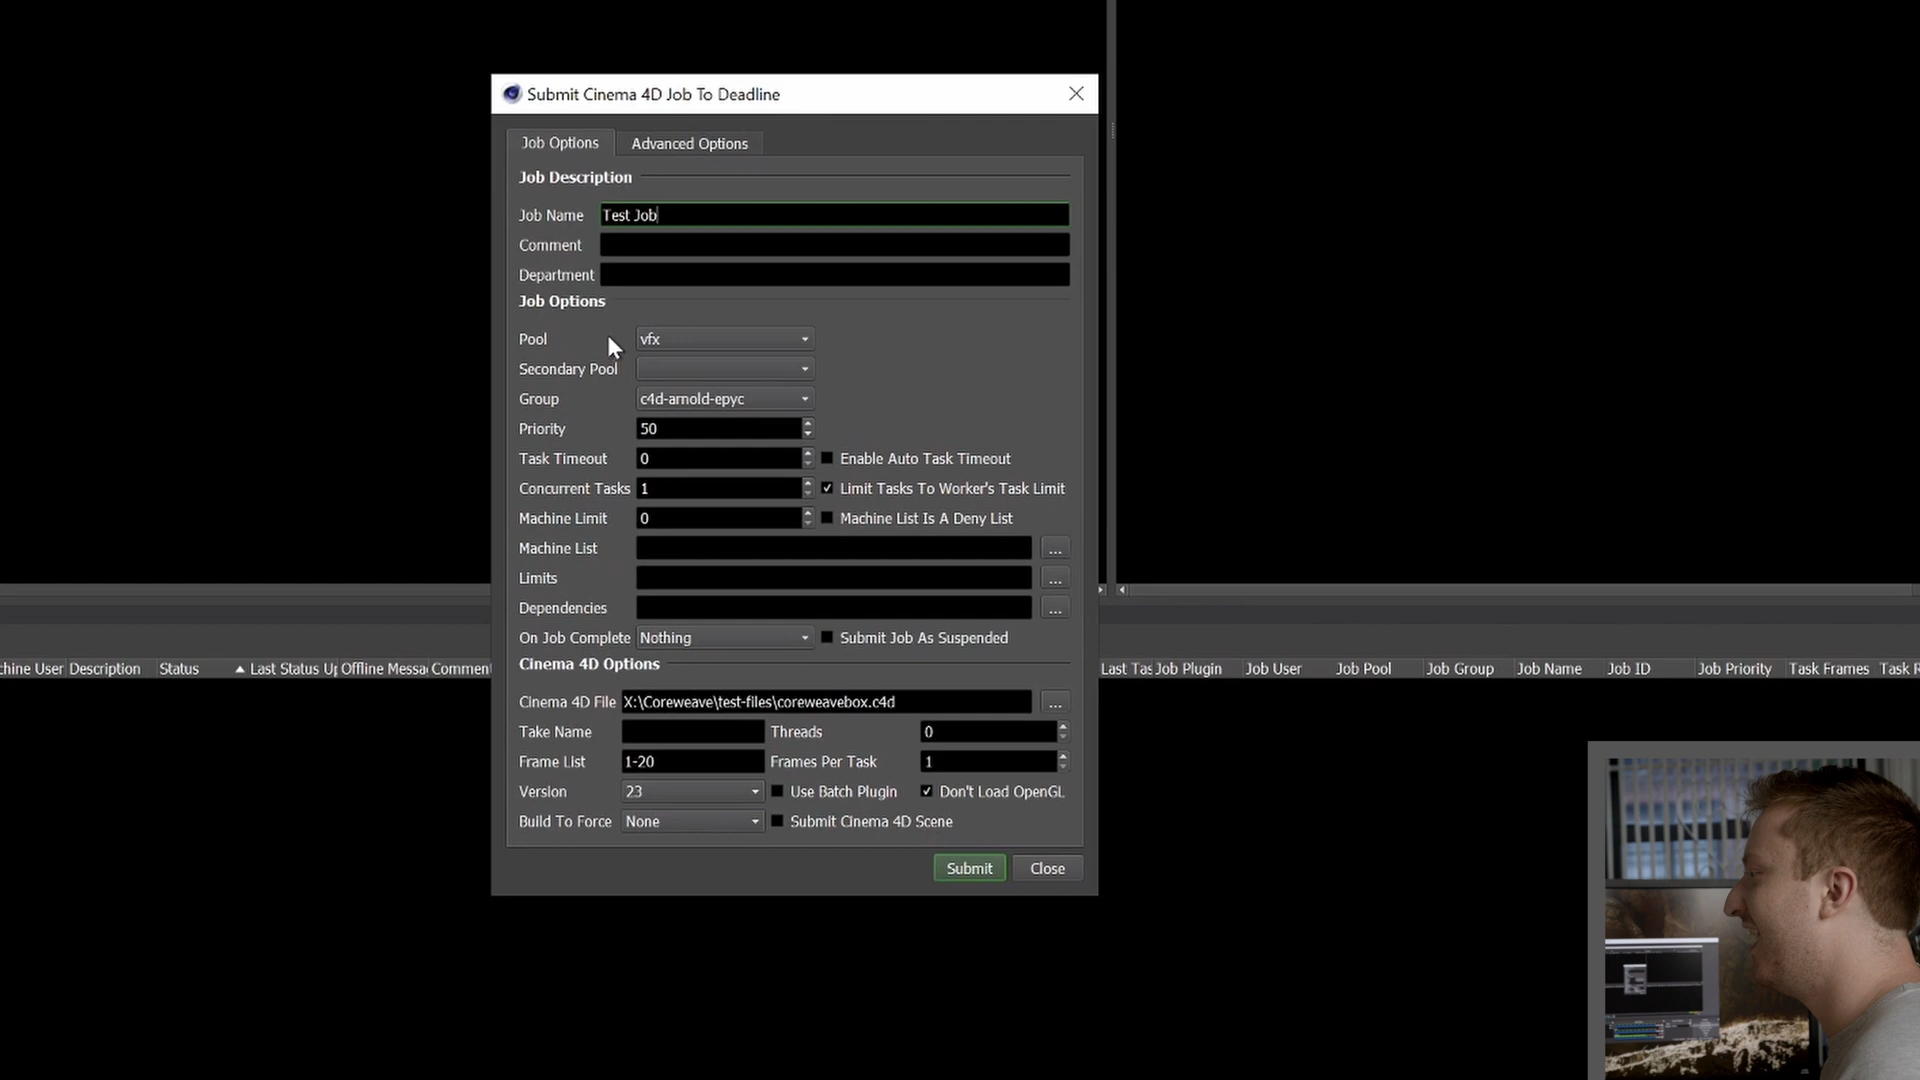 Submit Cinema 4D Job To Deadline
Job Options Advanced Options
Job Description
Job Name Test Job
Comment
Department
Job Options
Pool vfx
Secondary Pool
Group c4d-arnold-epyc
Priority 50
Task Timeout 0 Enable Auto Task Timeout
Concurrent Tasks 1 Limit Tasks To Worker's Task Limit
Machine Limit 0 Machine List Is A Deny List
Machine List ...
Limits ...
Dependencies ...
On Job Complete Nothing Submit Job As Suspended
Cinema 4D Options
Cinema 4D File X:\Coreweave\test-files\coreweavebox.c4d ...
Take Name Threads 0
Frame List 1-20 Frames Per Task 1
Version 23 Use Batch Plugin Don't Load OpenGL
Build To Force None Submit Cinema 4D Scene
Submit Close
chine User Description Status Last Status Up Offline Messa Comment Last Tas Job Plugin Job User Job Pool Job Group Job Name Job ID Job Priority Task Frames Task R